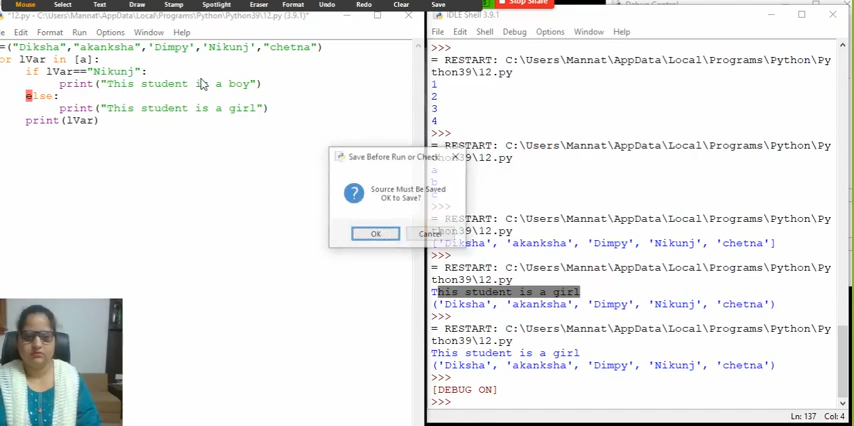 Mouse Select Text Draw Stamp Spotlight Eraser Format Undo Redo Clear Save Stop Share
*12.py - C:\Users\Mannat\AppData\Local\Programs\Python\Python39\12.py (3.9.1)*
File Edit Format Run Options Window Help
=("Diksha","akanksha",'Dimpy','Nikunj',"chetna")
or lVar in [a]:
if lVar=="Nikunj":
print("This student is a boy")
else:
print("This student is a girl")
print(lVar)
Save Before Run or Check
Source Must Be Saved
OK to Save?
OK Cancel
IDLE Shell 3.9.1
File Edit Shell Debug Options Window Help
>>>
= RESTART: C:\Users\Mannat\AppData\Local\Programs\Python\Py
thon39\12.py
1
2
3
4
>>>
= RESTART: C:\Users\Mannat\AppData\Local\Programs\Python\Py
thon39\12.py
a
b
c
>>>
= RESTART: C:\Users\Mannat\AppData\Local\Programs\Python\Py
thon39\12.py
['Diksha', 'akanksha', 'Dimpy', 'Nikunj', 'chetna']
>>>
= RESTART: C:\Users\Mannat\AppData\Local\Programs\Python\Py
thon39\12.py
This student is a girl
('Diksha', 'akanksha', 'Dimpy', 'Nikunj', 'chetna')
>>>
= RESTART: C:\Users\Mannat\AppData\Local\Programs\Python\Py
thon39\12.py
This student is a girl
('Diksha', 'akanksha', 'Dimpy', 'Nikunj', 'chetna')
>>>
[DEBUG ON]
>>>
Ln: 137 Col: 4